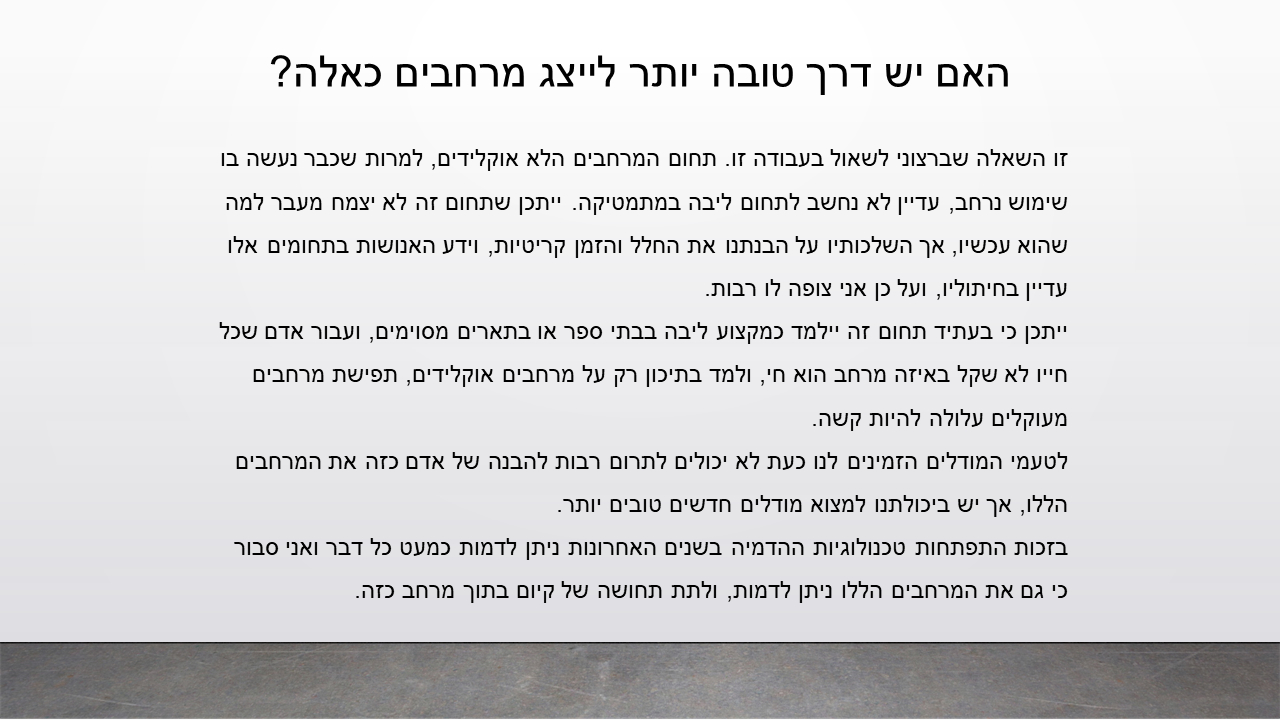 האם יש דרך טובה יותר לייצג מרחבים כאלה?
זו השאלה שברצוני לשאול בעבודה זו. תחום המרחבים הלא אוקלידים, למרות שכבר נעשה בו
שימוש נרחב, עדיין לא נחשב לתחום ליבה במתמטיקה. ייתכן שתחום זה לא יצמח מעבר למה
שהוא עכשיו, אך השלכותיו על הבנתנו את החלל והזמן קריטיות, וידע האנושות בתחומים אלו
עדיין בחיתוליו, ועל כן אני צופה לו רבות.
ייתכן כי בעתיד תחום זה יילמד כמקצוע ליבה בבתי ספר או בתארים מסוימים, ועבור אדם שכל
חייו לא שקל באיזה מרחב הוא חי, ולמד בתיכון רק על מרחבים אוקלידים, תפישת מרחבים
מעוקלים עלולה להיות קשה.
לטעמי המודלים הזמינים לנו כעת לא יכולים לתרום רבות להבנה של אדם כזה את המרחבים
הללו, אך יש ביכולתנו למצוא מודלים חדשים טובים יותר.
בזכות התפתחות טכנולוגיות ההדמיה בשנים האחרונות ניתן לדמות כמעט כל דבר ואני סבור
כי גם את המרחבים הללו ניתן לדמות, ולתת תחושה של קיום בתוך מרחב כזה.